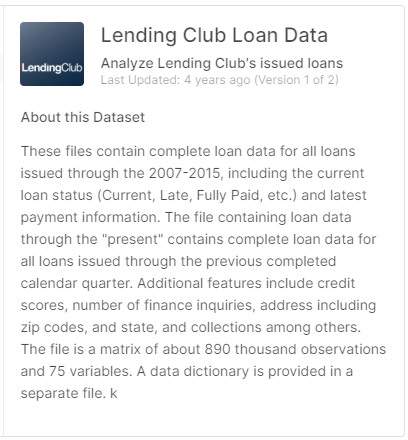 LendingClub
Lending Club Loan Data
Analyze Lending Club's issued loans
Last Updated: 4 years ago (Version 1 of 2)
About this Dataset
These files contain complete loan data for all loans
issued through the 2007-2015, including the current
loan status (Current, Late, Fully Paid, etc.) and latest
payment information. The file containing loan data
through the "present" contains complete loan data for
all loans issued through the previous completed
calendar quarter. Additional features include credit
scores, number of finance inquiries, address including
zip codes, and state, and collections among others.
The file is a matrix of about 890 thousand observations
and 75 variables. A data dictionary is provided in a
separate file. k